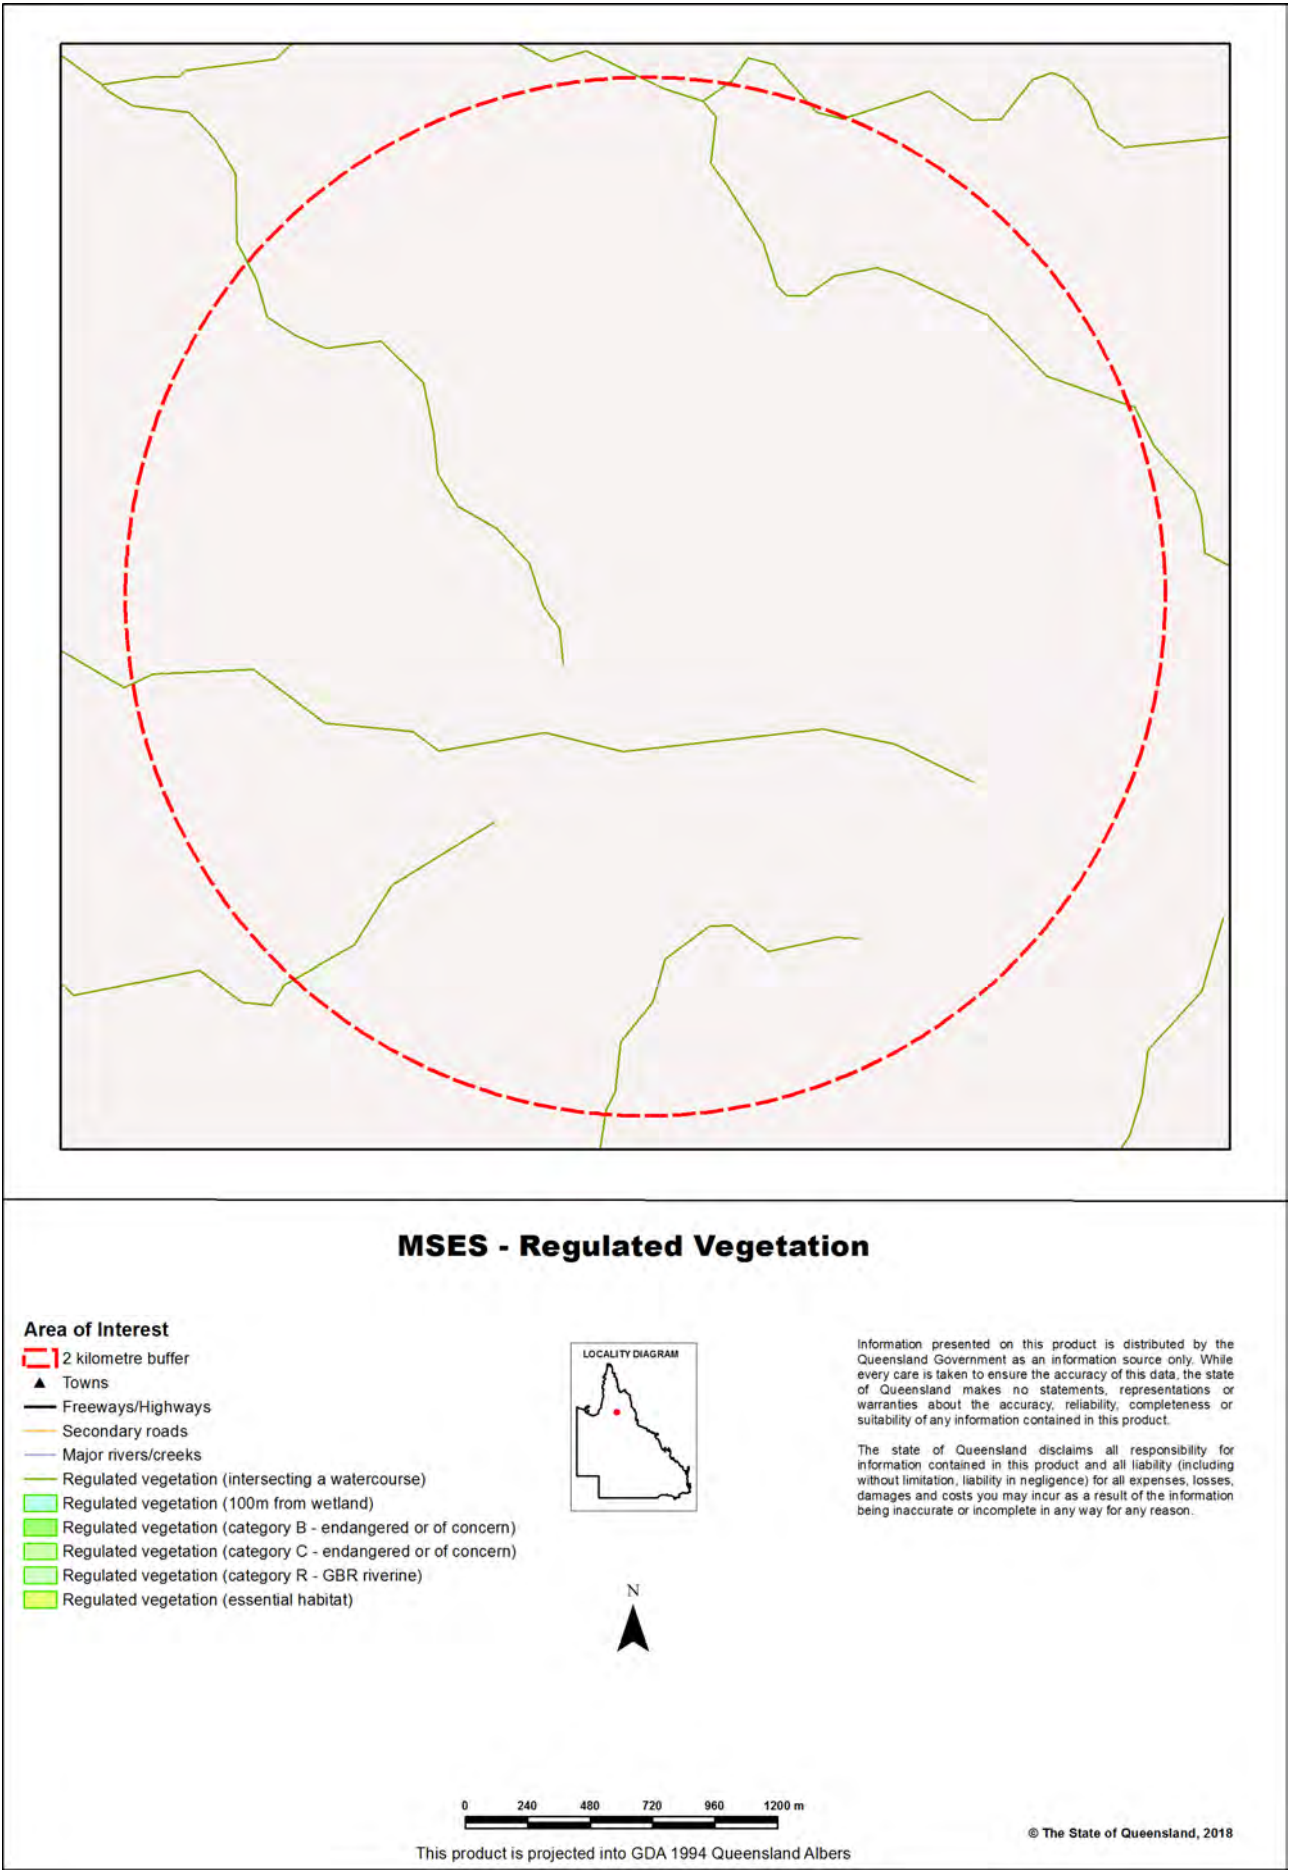 MSES - Regulated Vegetation
Area of Interest
2 kilometre buffer
Towns
Freeways/Highways
Secondary roads
Major rivers/creeks
Regulated vegetation (intersecting a watercourse)
Regulated vegetation (100m from wetland)
Regulated vegetation (category B - endangered or of concern)
Regulated vegetation (category C - endangered or of concern)
Regulated vegetation (category R - GBR riverine)
Regulated vegetation (essential habitat)
LOCALITY DIAGRAM
N
Information presented on this product is distributed by the
Queensland Government as an information source only. While
every care is taken to ensure the accuracy of this data, the state
of Queensland makes no statements, representations or
warranties about the accuracy, reliability, completeness or
suitability of any information contained in this product.
The state of Queensland disclaims all responsibility for
information contained in this product and all liability (including
without limitation, liability in negligence) for all expenses, losses,
damages and costs you may incur as a result of the information
being inaccurate or incomplete in any way for any reason.
0 240 480 720 960 1200 m
This product is projected into GDA 1994 Queensland Albers
© The State of Queensland, 2018